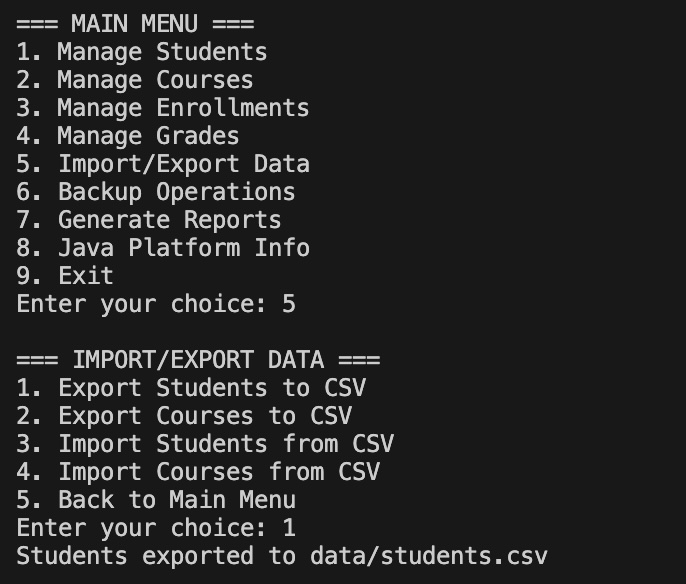 === MAIN MENU ===
1. Manage Students
2. Manage Courses
3. Manage Enrollments
4. Manage Grades
5. Import/Export Data
6. Backup Operations
7. Generate Reports
8. Java Platform Info
9. Exit
Enter your choice: 5
=== IMPORT/EXPORT DATA ===
1. Export Students to CSV
2. Export Courses to CSV
3. Import Students from CSV
4. Import Courses from CSV
5. Back to Main Menu
Enter your choice: 1
Students exported to data/students.csv